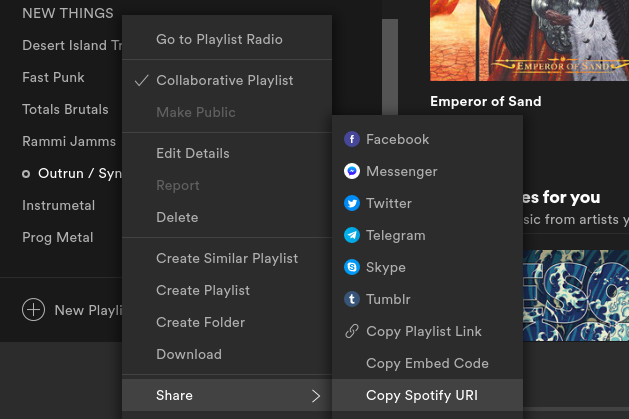 NEW THINGS
Desert Island Tr
Fast Punk
Totals Brutals
Rammi Jamms
Outrun / Syn
Instrumetal
Prog Metal
New Playli
Go to Playlist Radio
Collaborative Playlist
Make Public
Edit Details
Report
Delete
Create Similar Playlist
Create Playlist
Create Folder
Download
Share
Facebook
Messenger
Twitter
Telegram
Skype
Tumblr
Copy Playlist Link
Copy Embed Code
Copy Spotify URI
EMPEROR OF SAND
Emperor of Sand
es for you
sic from artists y